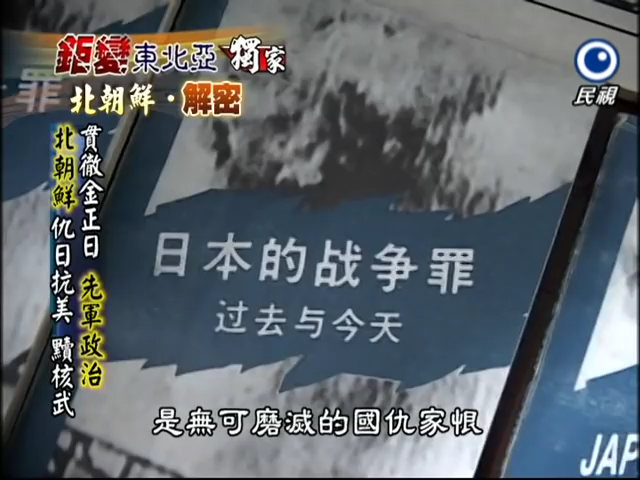 鉅變東北亞 獨家
北朝鮮·解密
民視
罪
貫徹金正日 先軍政治
北朝鮮仇日抗美 黷核武
日本的战争罪
过去与今天
是無可磨滅的國仇家恨
JAP